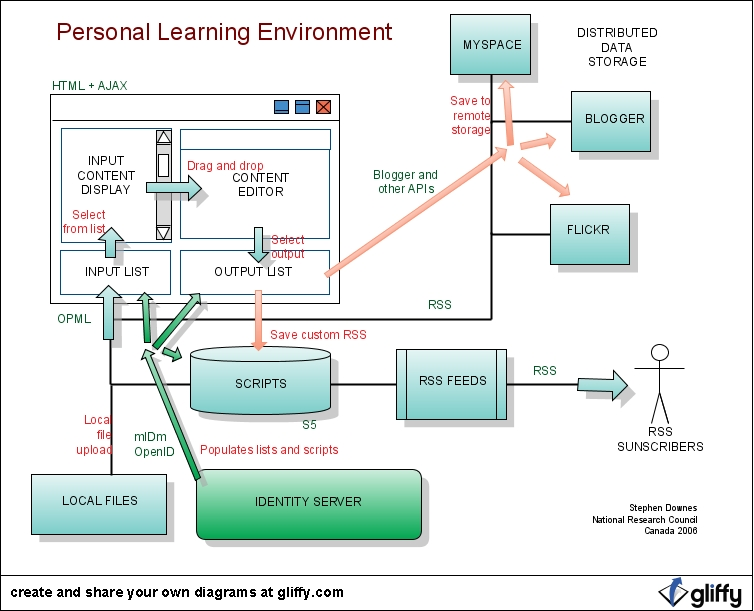 Personal Learning Environment
MYSPACE
DISTRIBUTED
DATA
STORAGE
HTML + AJAX
Save to
remote
storage
BLOGGER
INPUT
CONTENT
DISPLAY
Drag and drop
CONTENT
EDITOR
Blogger and
other APIs
Select
from list
FLICKR
Select
output
INPUT LIST
OUTPUT LIST
RSS
OPML
Save custom RSS
SCRIPTS
RSS FEEDS
RSS
S5
Local
file
upload
mIDm
OpenID
Populates lists and scripts
RSS
SUNSCRIBERS
LOCAL FILES
IDENTITY SERVER
Stephen Downes
National Research Council
Canada 2006
create and share your own diagrams at gliffy.com
gliffy